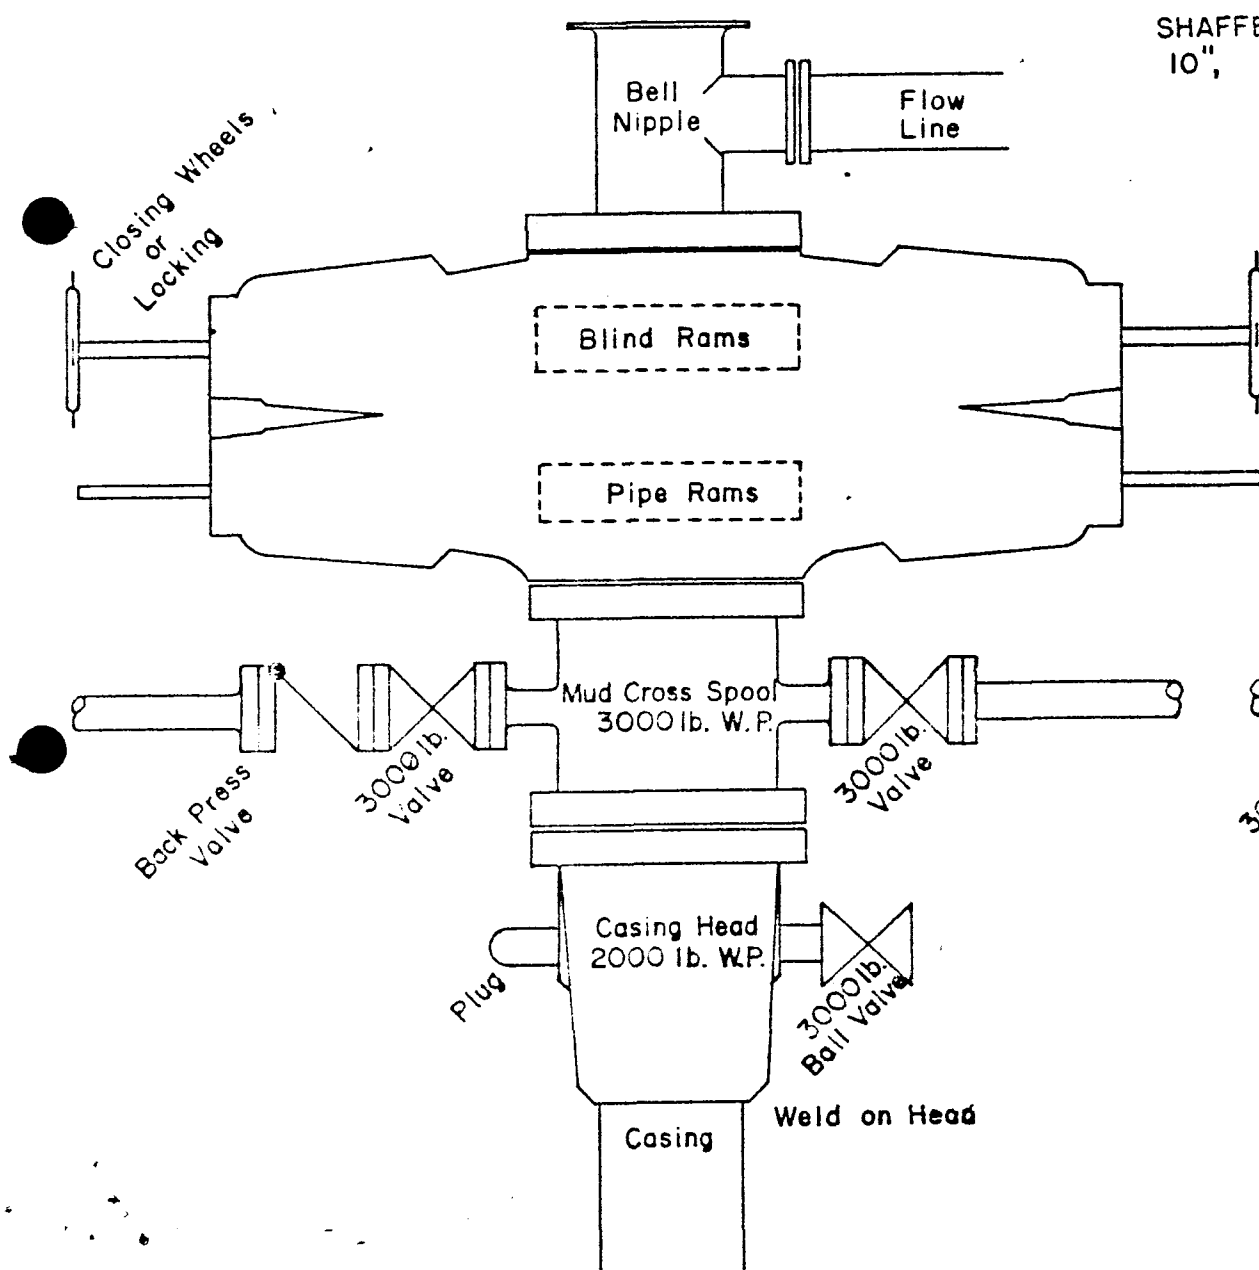 SHAFFE
10",
Bell
Nipple
Flow
Line
Closing Wheels
or
Locking
Blind Rams
Pipe Rams
Mud Cross Spool
3000 lb. W.P.
Back Press
Valve
3000 lb.
Valve
3000 lb.
Valve
30
Casing Head
2000 lb. W.P.
Plug
3000 lb.
Ball Valve
Weld on Head
Casing